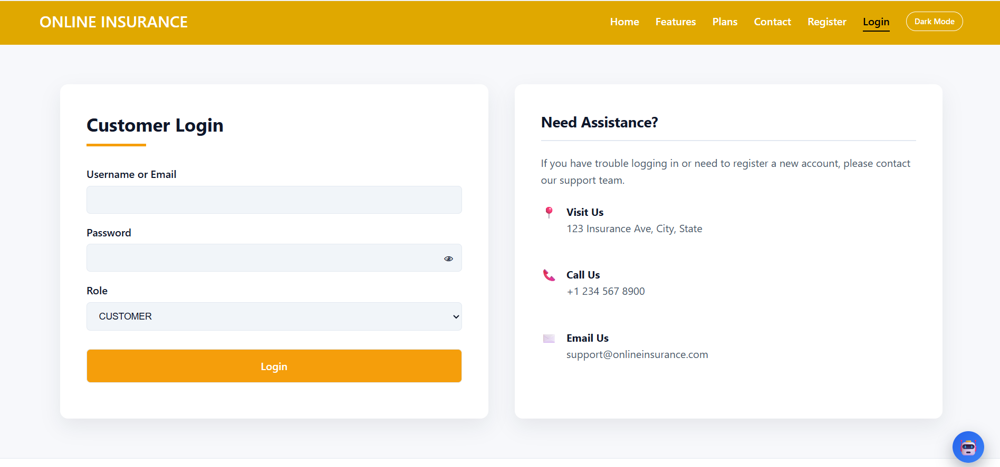 ONLINE INSURANCE
Home Features Plans Contact Register Login Dark Mode
Customer Login
Username or Email
Password
Role
CUSTOMER
Login
Need Assistance?
If you have trouble logging in or need to register a new account, please contact
our support team.
Visit Us
123 Insurance Ave, City, State
Call Us
+1 234 567 8900
Email Us
support@onlineinsurance.com